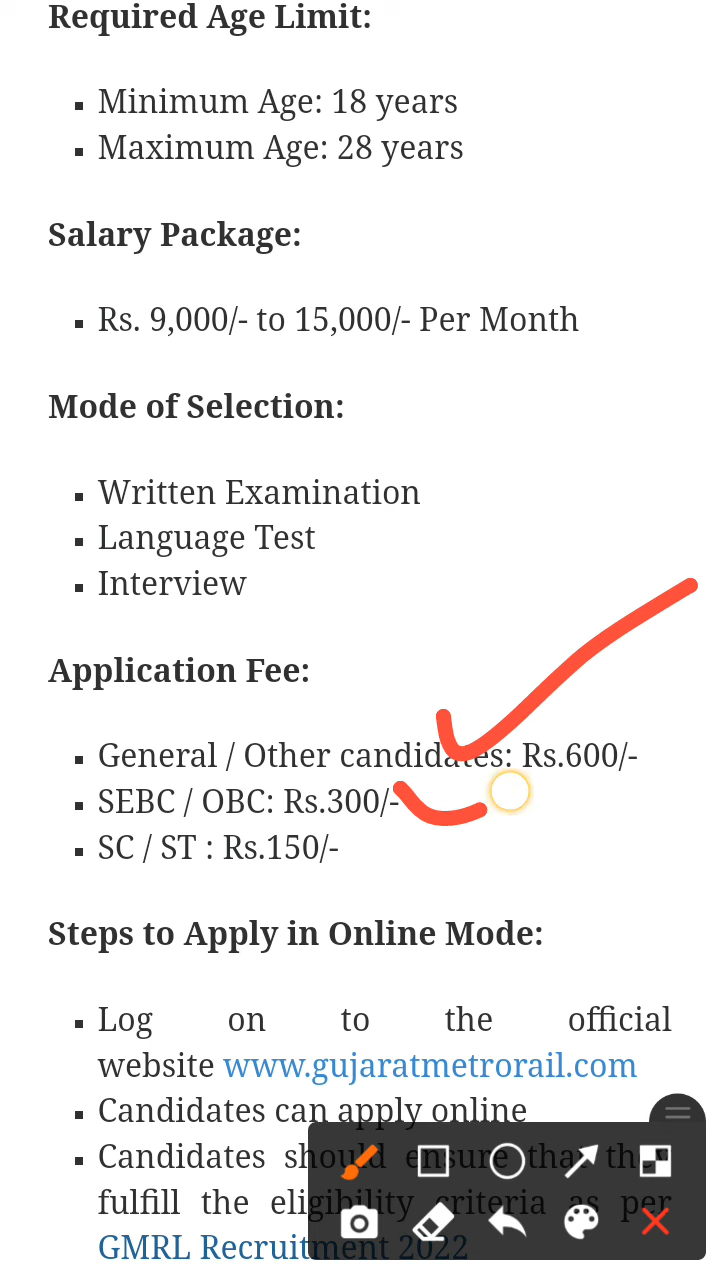 Required Age Limit:
▪ Minimum Age: 18 years
▪ Maximum Age: 28 years
Salary Package:
▪ Rs. 9,000/- to 15,000/- Per Month
Mode of Selection:
▪ Written Examination
▪ Language Test
▪ Interview
Application Fee:
▪ General / Other candidates: Rs.600/-
▪ SEBC / OBC: Rs.300/-
▪ SC / ST : Rs.150/-
Steps to Apply in Online Mode:
▪ Log on to the official
website www.gujaratmetrorail.com
▪ Candidates can apply online
▪ Candidates should ensure that they
fulfill the eligibility criteria as per
GMRL Recruitment 2022